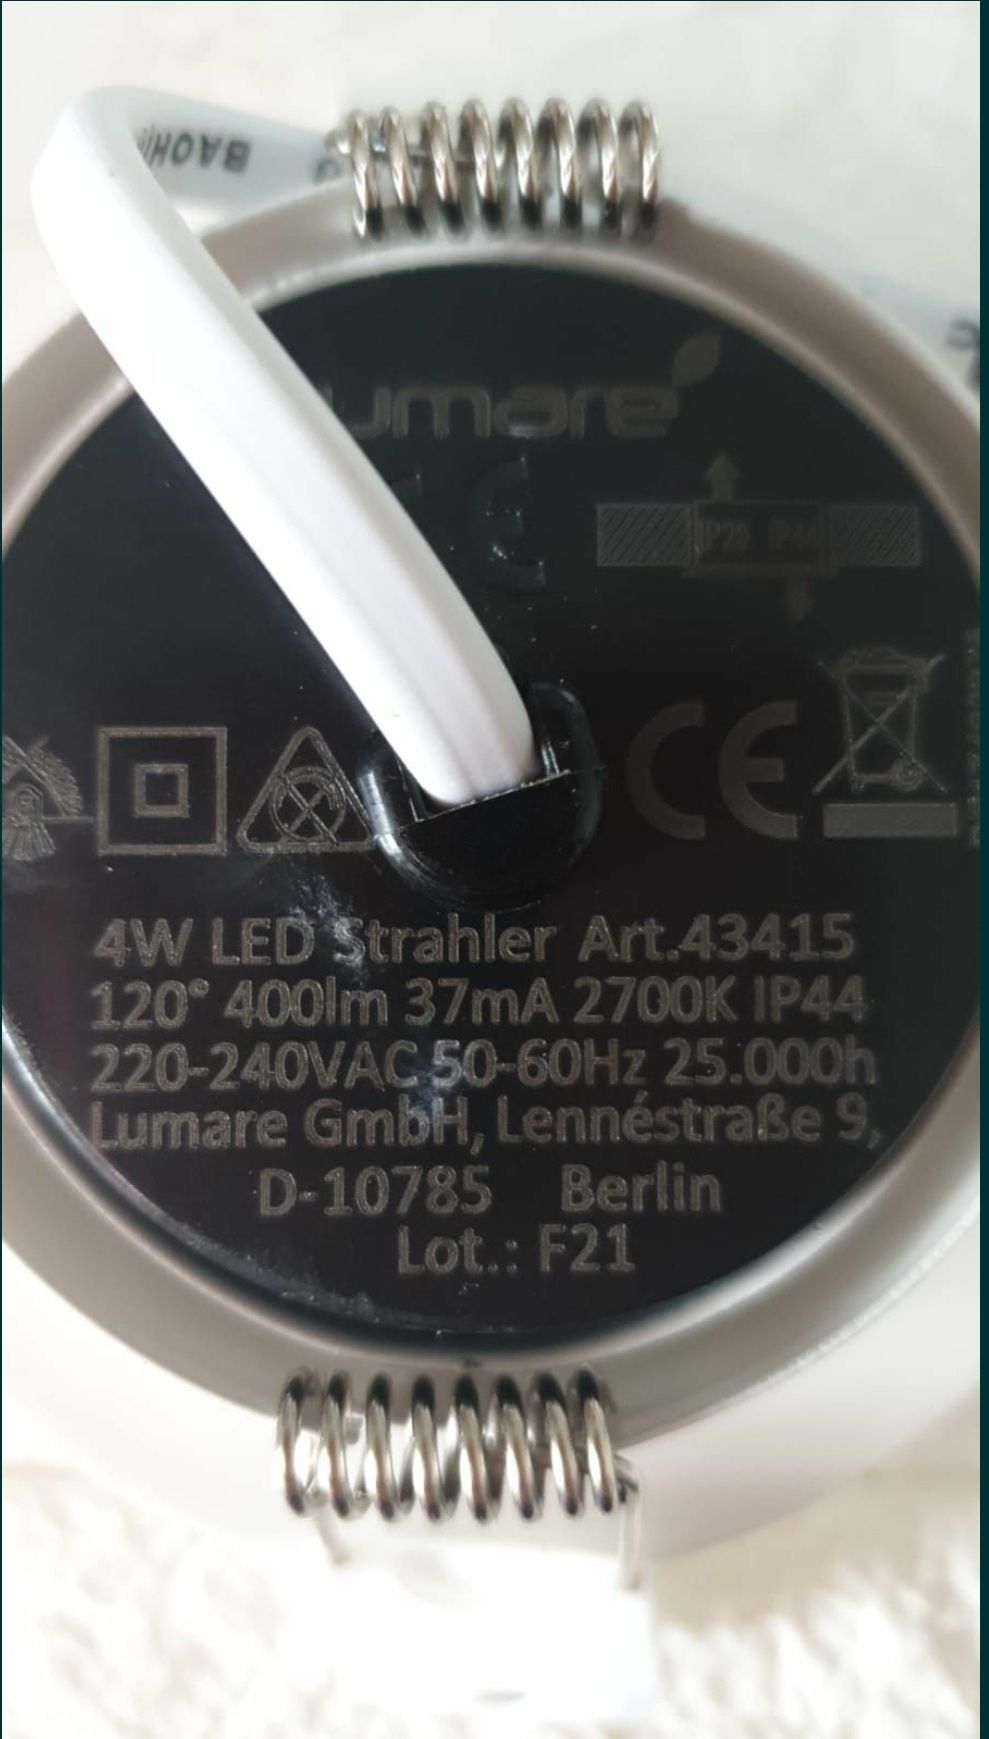 BAOHI
umare
IP20 IP44
4W LED Strahler Art.43415
120° 400lm 37mA 2700K IP44
220-240VAC 50-60Hz 25.000h
Lumare GmbH, Lennéstraße 9,
D-10785 Berlin
Lot.: F21